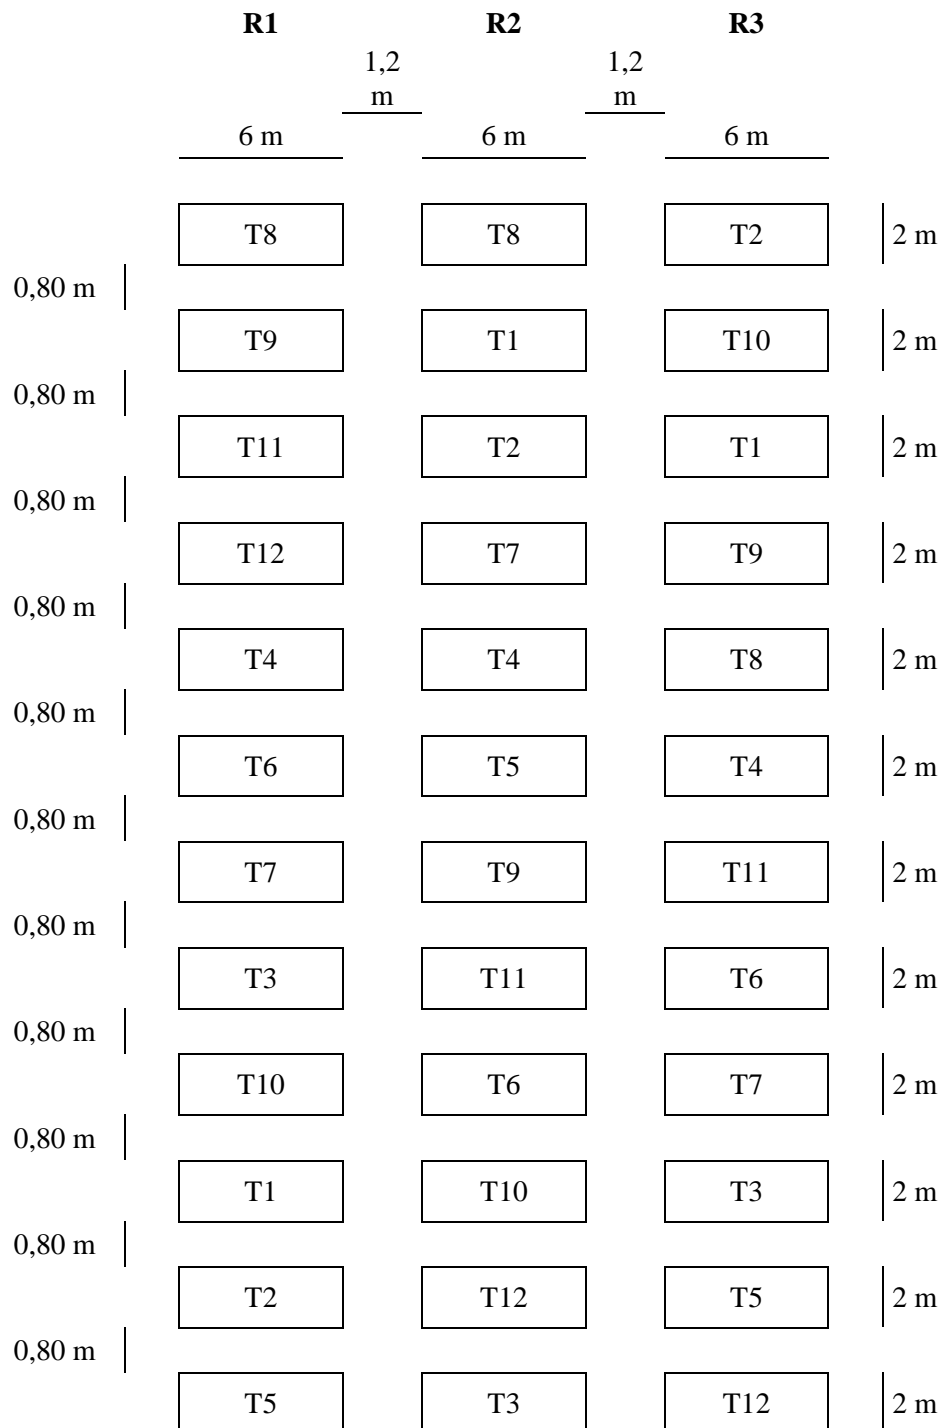 R1 R2 R3
1,2 1,2
m m
6 m 6 m 6 m
T8 T8 T2 2 m
0,80 m
T9 T1 T10 2 m
0,80 m
T11 T2 T1 2 m
0,80 m
T12 T7 T9 2 m
0,80 m
T4 T4 T8 2 m
0,80 m
T6 T5 T4 2 m
0,80 m
T7 T9 T11 2 m
0,80 m
T3 T11 T6 2 m
0,80 m
T10 T6 T7 2 m
0,80 m
T1 T10 T3 2 m
0,80 m
T2 T12 T5 2 m
0,80 m
T5 T3 T12 2 m